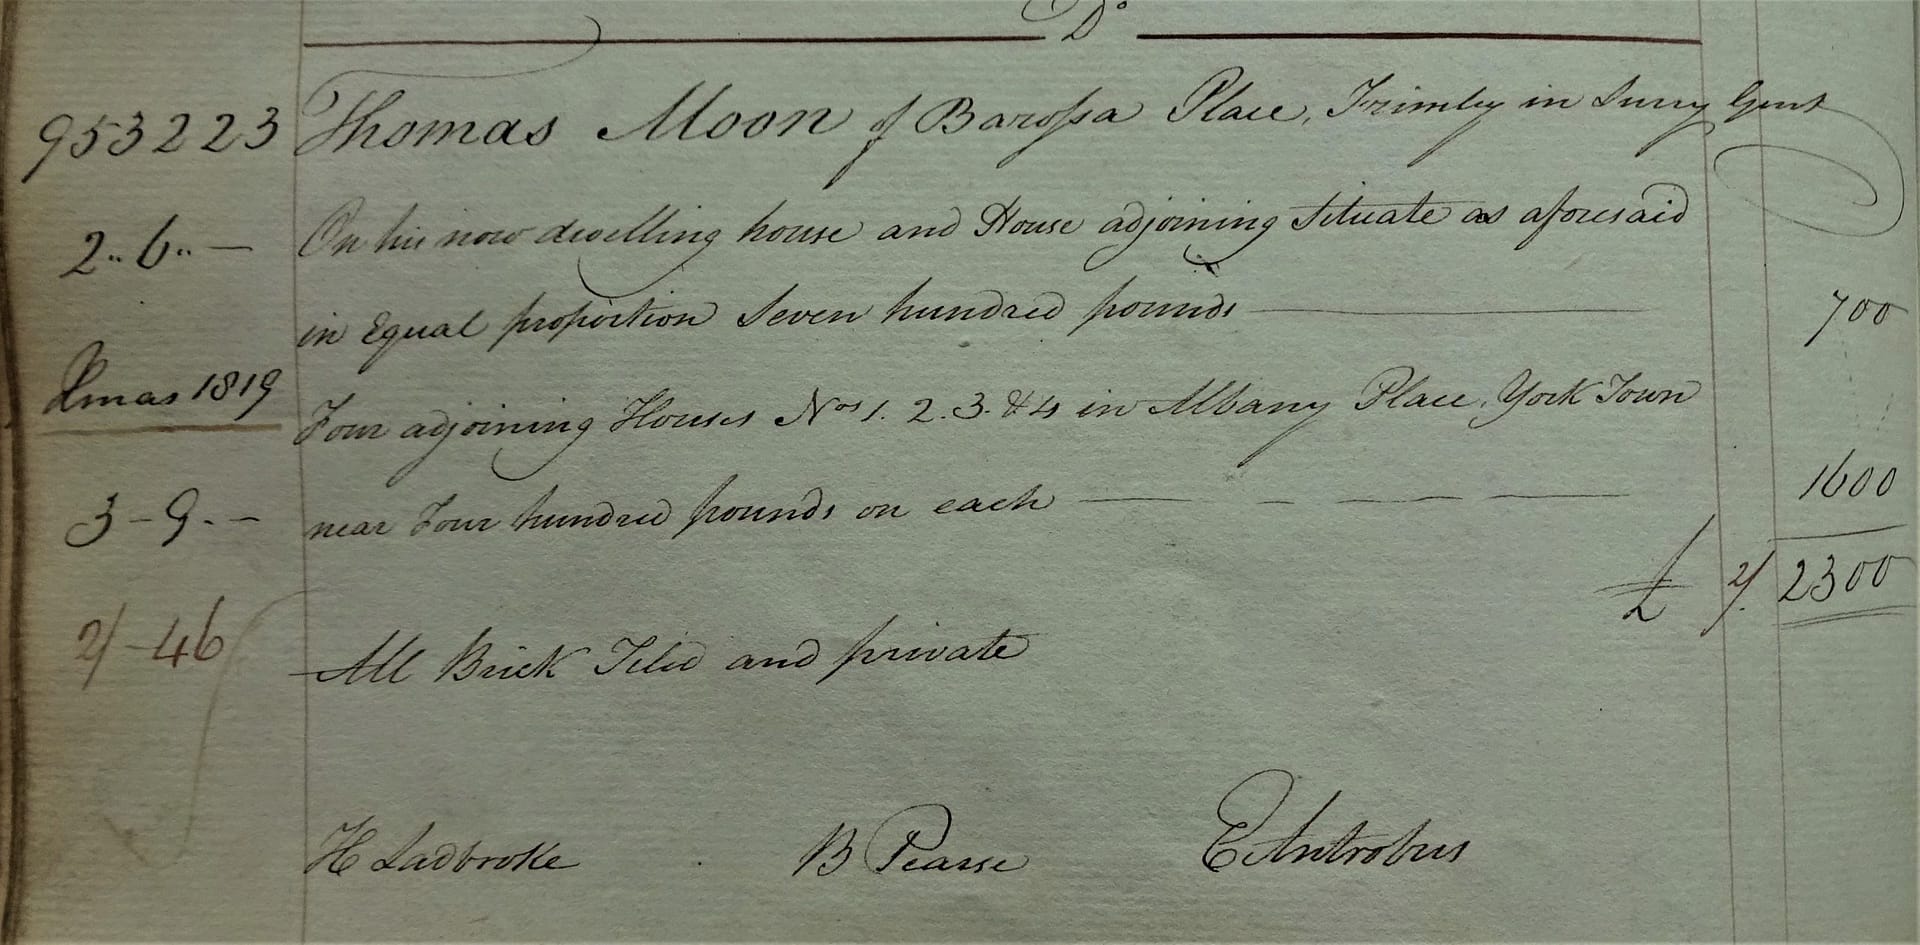 Do
953223 Thomas Moon of Barossa Place, Frimley in Surry Gent
2..6..— On his now dwelling house and House adjoining situate as aforesaid
in Equal proportion Seven hundred pounds 700
Xmas 1819
Four adjoining Houses Nos 1. 2. 3. & 4 in Albany Place, York Town
3-9.- near Four hundred pounds on each 1600
£ 2/. 2300
2/-46
All Brick Tiled and private
H Ladbroke B Pearse E Antrobus